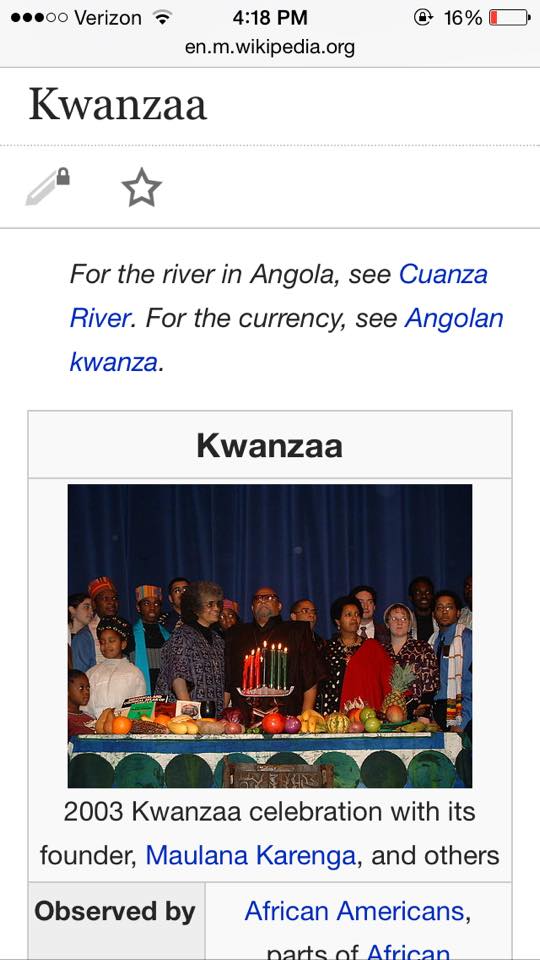 Verizon 4:18 PM 16%
en.m.wikipedia.org
Kwanzaa
For the river in Angola, see Cuanza
River. For the currency, see Angolan
kwanza.
Kwanzaa
2003 Kwanzaa celebration with its
founder, Maulana Karenga, and others
Observed by African Americans,
parts of African